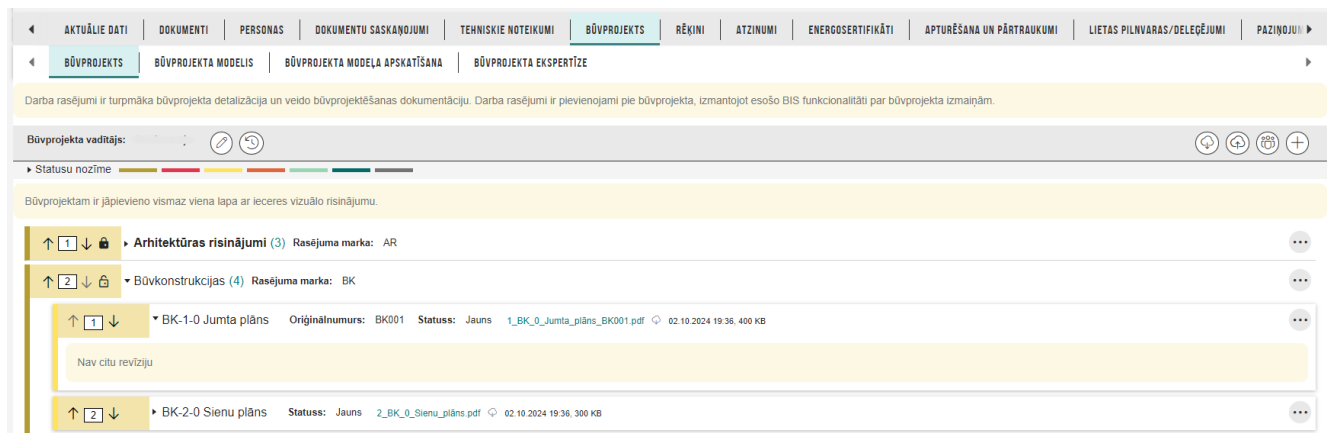 AKTUĀLIE DATI DOKUMENTI PERSONAS DOKUMENTU SASKAŅOJUMI TEHNISKIE NOTEIKUMI BŪVPROJEKTS RĒĶINI ATZINUMI ENERGOSERTIFIKĀTI APTURĒŠANA UN PĀRTRAUKUMI LIETAS PILNVARAS/DELEĢĒJUMI PAZIŅOJUM
BŪVPROJEKTS BŪVPROJEKTA MODELIS BŪVPROJEKTA MODEĻA APSKATĪŠANA BŪVPROJEKTA EKSPERTĪZE
Darba rasējumi ir turpmāka būvprojekta detalizācija un veido būvprojektēšanas dokumentāciju. Darba rasējumi ir pievienojami pie būvprojekta, izmantojot esošo BIS funkcionalitāti par būvprojekta izmaiņām.
Būvprojekta vadītājs:
Statusu nozīme
Būvprojektam ir jāpievieno vismaz viena lapa ar ieceres vizuālo risinājumu.
1 Arhitektūras risinājumi (3) Rasējuma marka: AR
2 Būvkonstrukcijas (4) Rasējuma marka: BK
1 BK-1-0 Jumta plāns Oriģinālnumurs: BK001 Statuss: Jauns 1_BK_0_Jumta_plāns_BK001.pdf 02.10.2024 19:36, 400 KB
Nav citu revīziju
2 BK-2-0 Sienu plāns Statuss: Jauns 2_BK_0_Sienu_plāns.pdf 02.10.2024 19:36, 300 KB